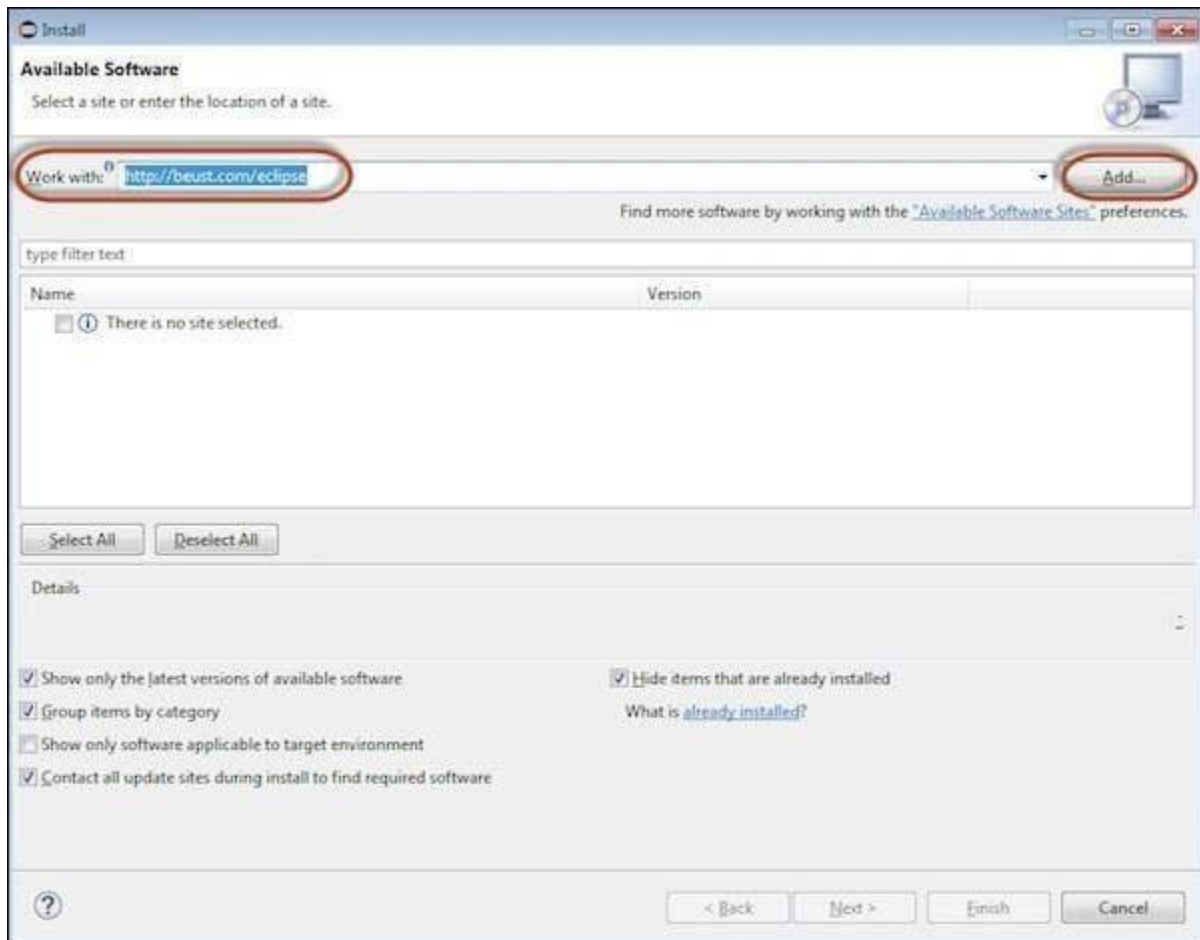 Install
Available Software
Select a site or enter the location of a site.
Work with: http://beust.com/eclipse
Add...
Find more software by working with the "Available Software Sites" preferences.
type filter text
Name Version
There is no site selected.
Select All Deselect All
Details
Show only the latest versions of available software Hide items that are already installed
Group items by category What is already installed?
Show only software applicable to target environment
Contact all update sites during install to find required software
? < Back Next > Finish Cancel